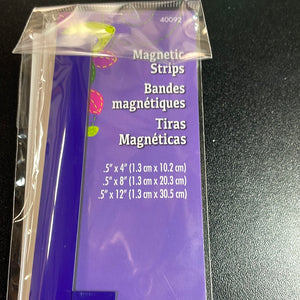 40092
Magnetic
Strips
Bandes
magnétiques
Tiras
Magnéticas
.5" x 4" (1.3 cm x 10.2 cm)
.5" x 8" (1.3 cm x 20.3 cm)
.5" x 12" (1.3 cm x 30.5 cm)